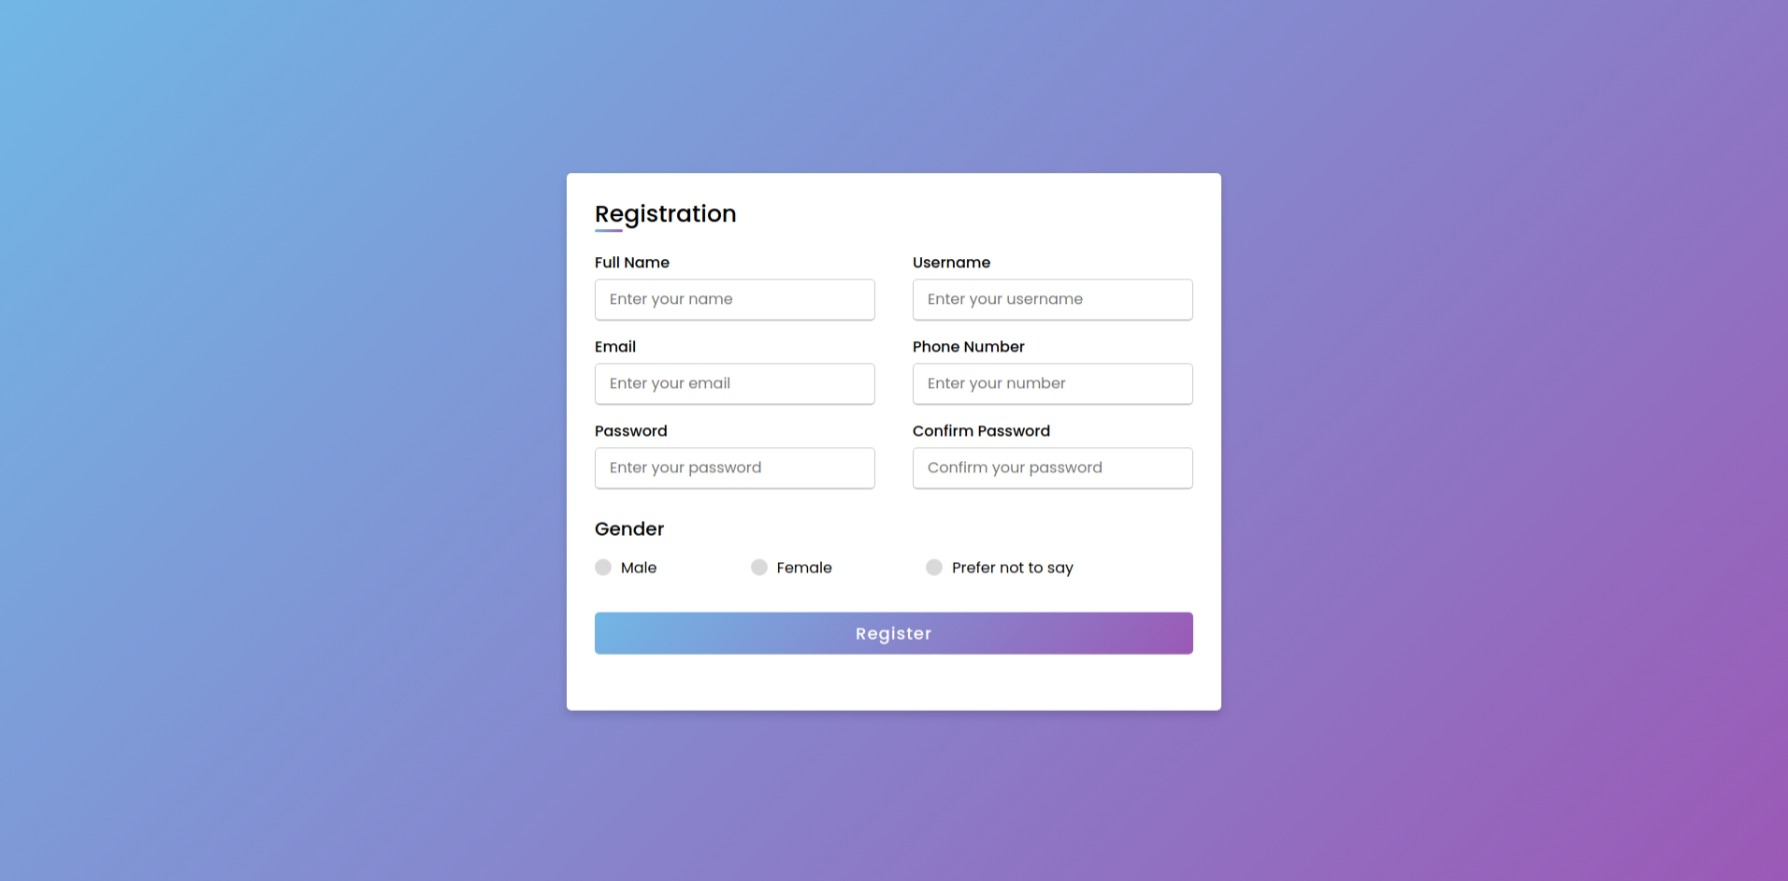 Registration
Full Name
Username
Enter your name
Enter your username
Email
Phone Number
Enter your email
Enter your number
Password
Confirm Password
Enter your password
Confirm your password
Gender
Male
Female
Prefer not to say
Register